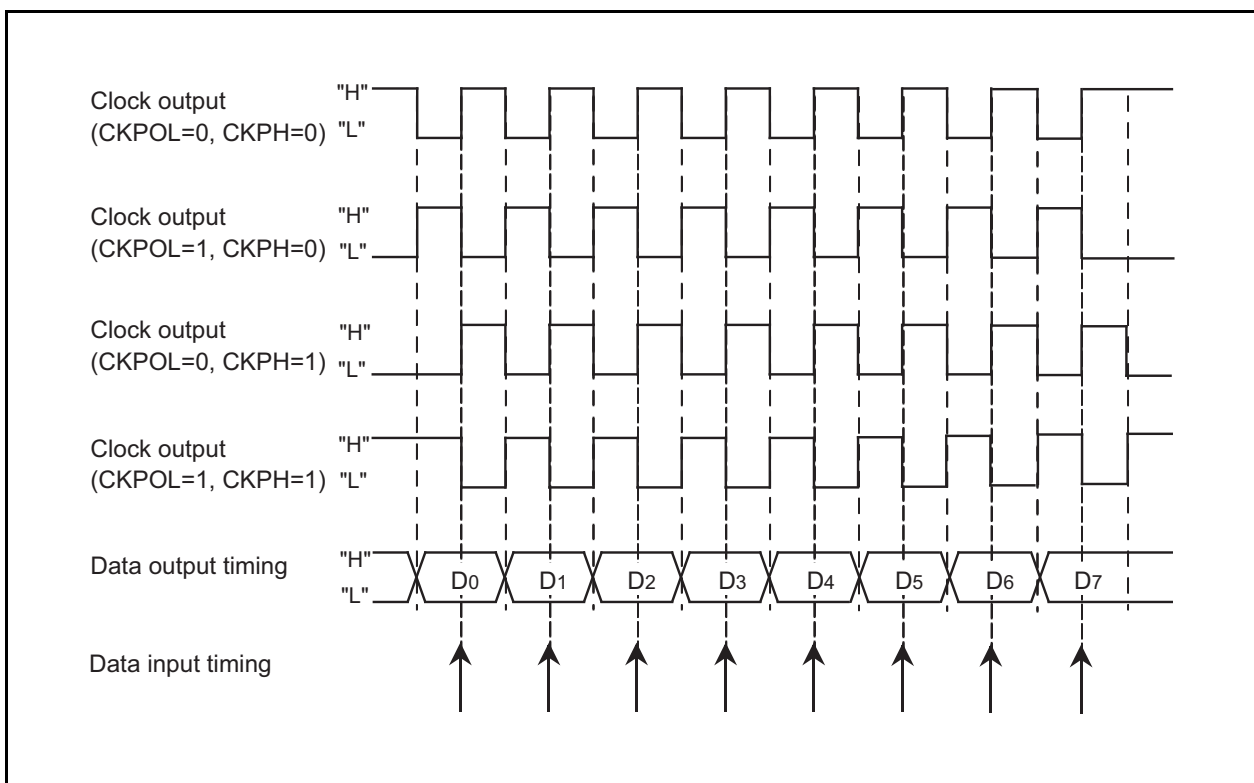 Clock output "H"
(CKPOL=0, CKPH=0) "L"
Clock output "H"
(CKPOL=1, CKPH=0) "L"
Clock output "H"
(CKPOL=0, CKPH=1) "L"
Clock output "H"
(CKPOL=1, CKPH=1) "L"
Data output timing "H"
"L"
D0 D1 D2 D3 D4 D5 D6 D7
Data input timing